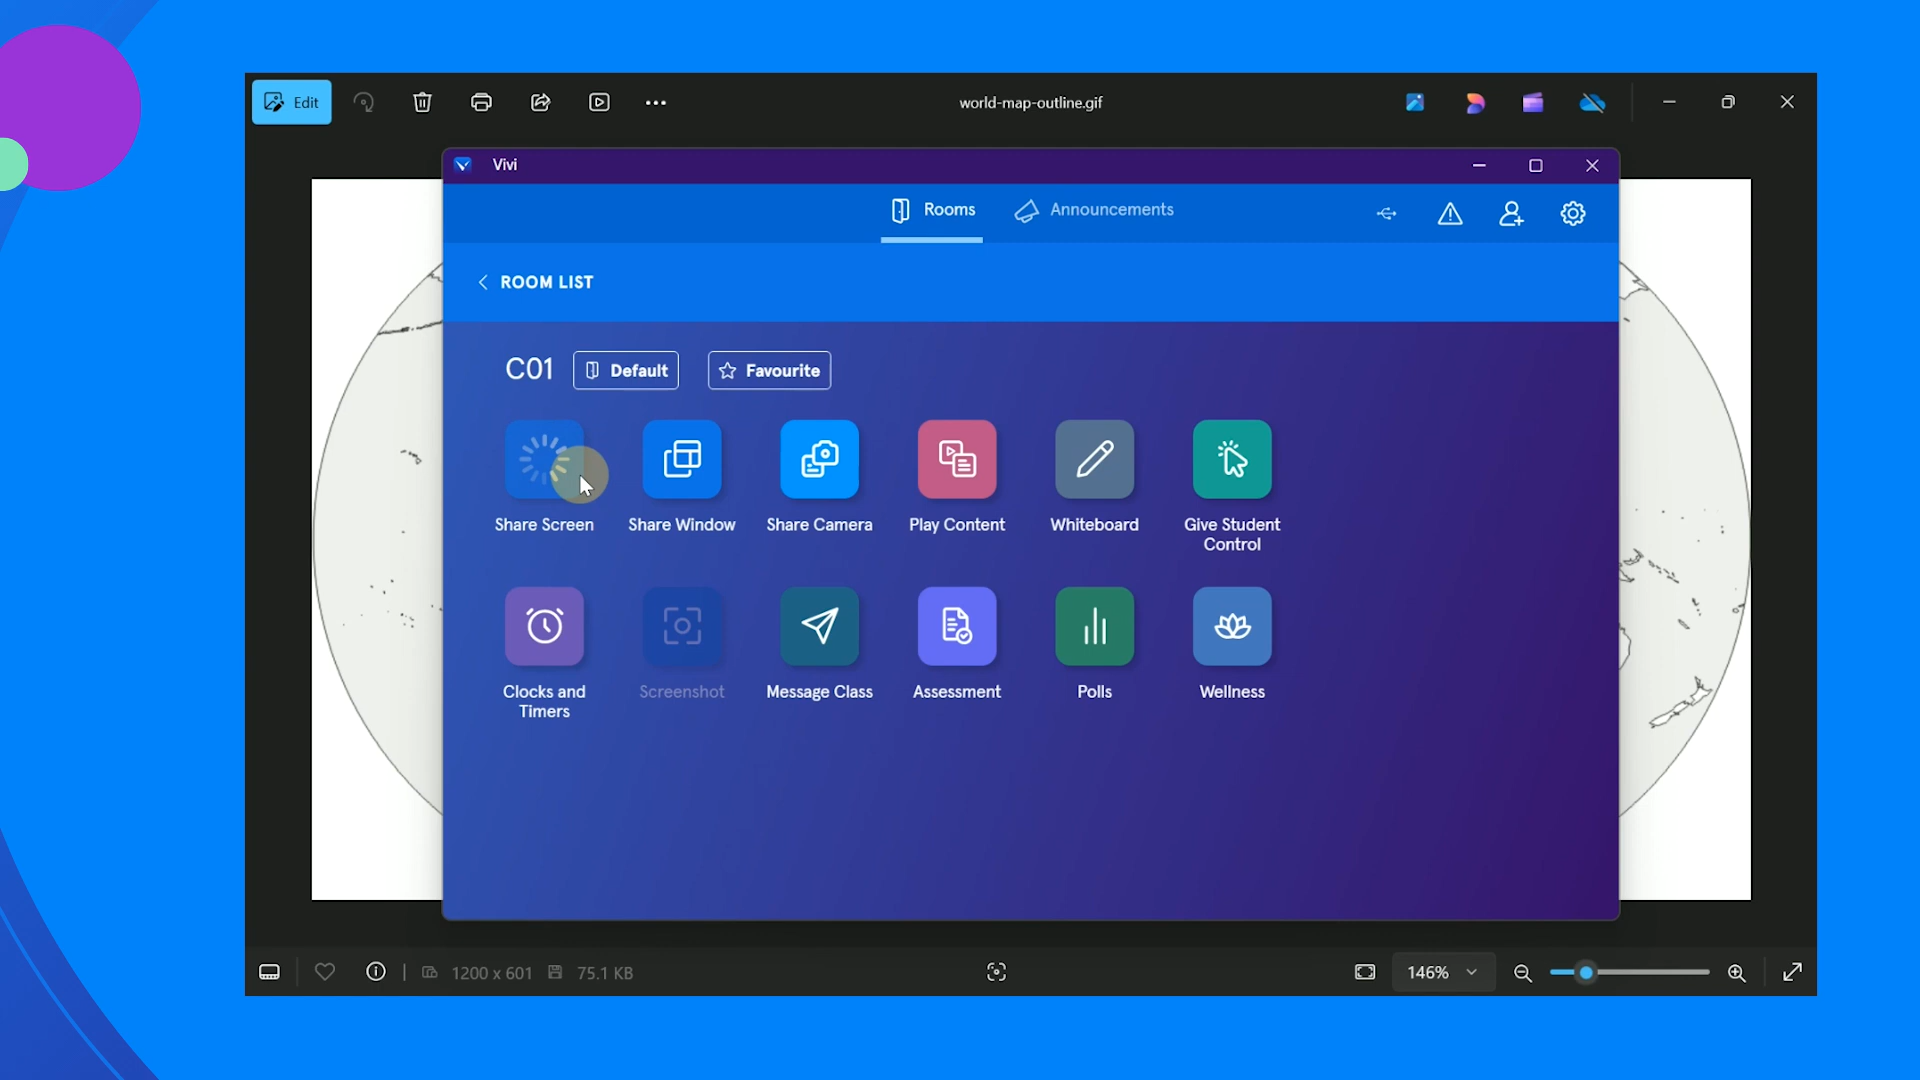 Edit
world-map-outline.gif
Vivi
Rooms
Announcements
ROOM LIST
C01
Default
Favourite
Share Screen
Share Window
Share Camera
Play Content
Whiteboard
Give Student
Control
Clocks and
Timers
Screenshot
Message Class
Assessment
Polls
Wellness
1200 x 601
75.1 KB
146%